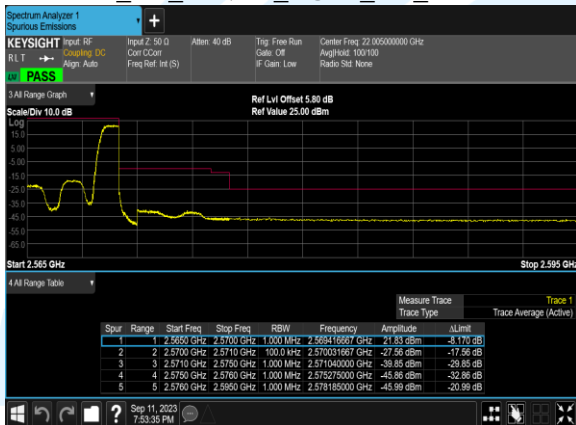 Spectrum Analyzer 1
Spurious Emissions
KEYSIGHT Input: RF Input Z: 50 Ω Atten: 40 dB Trig: Free Run Center Freq: 22.005000000 GHz
Coupling: DC Corr CCorr Gate: Off Avg|Hold: 100/100
RLT Align: Auto Freq Ref: Int (S) IF Gain: Low Radio Std: None
PASS
3 All Range Graph
Ref Lvl Offset 5.80 dB
Scale/Div 10.0 dB Ref Value 25.00 dBm
Log
15.0
5.00
-5.00
-15.0
-25.0
-35.0
-45.0
-55.0
-65.0
Start 2.565 GHz Stop 2.595 GHz
4 All Range Table
Measure Trace Trace 1
Trace Type Trace Average (Active)
Spur Range Start Freq Stop Freq RBW Frequency Amplitude ΔLimit
1 1 2.5650 GHz 2.5700 GHz 1.000 MHz 2.569416667 GHz 21.83 dBm -8.170 dB
2 2 2.5700 GHz 2.5710 GHz 100.0 kHz 2.570031667 GHz -27.56 dBm -17.56 dB
3 3 2.5710 GHz 2.5750 GHz 1.000 MHz 2.571040000 GHz -39.85 dBm -29.85 dB
4 4 2.5750 GHz 2.5760 GHz 1.000 MHz 2.575275000 GHz -45.86 dBm -32.86 dB
5 5 2.5760 GHz 2.5950 GHz 1.000 MHz 2.578185000 GHz -45.99 dBm -20.99 dB
Sep 11, 2023
7:53:35 PM